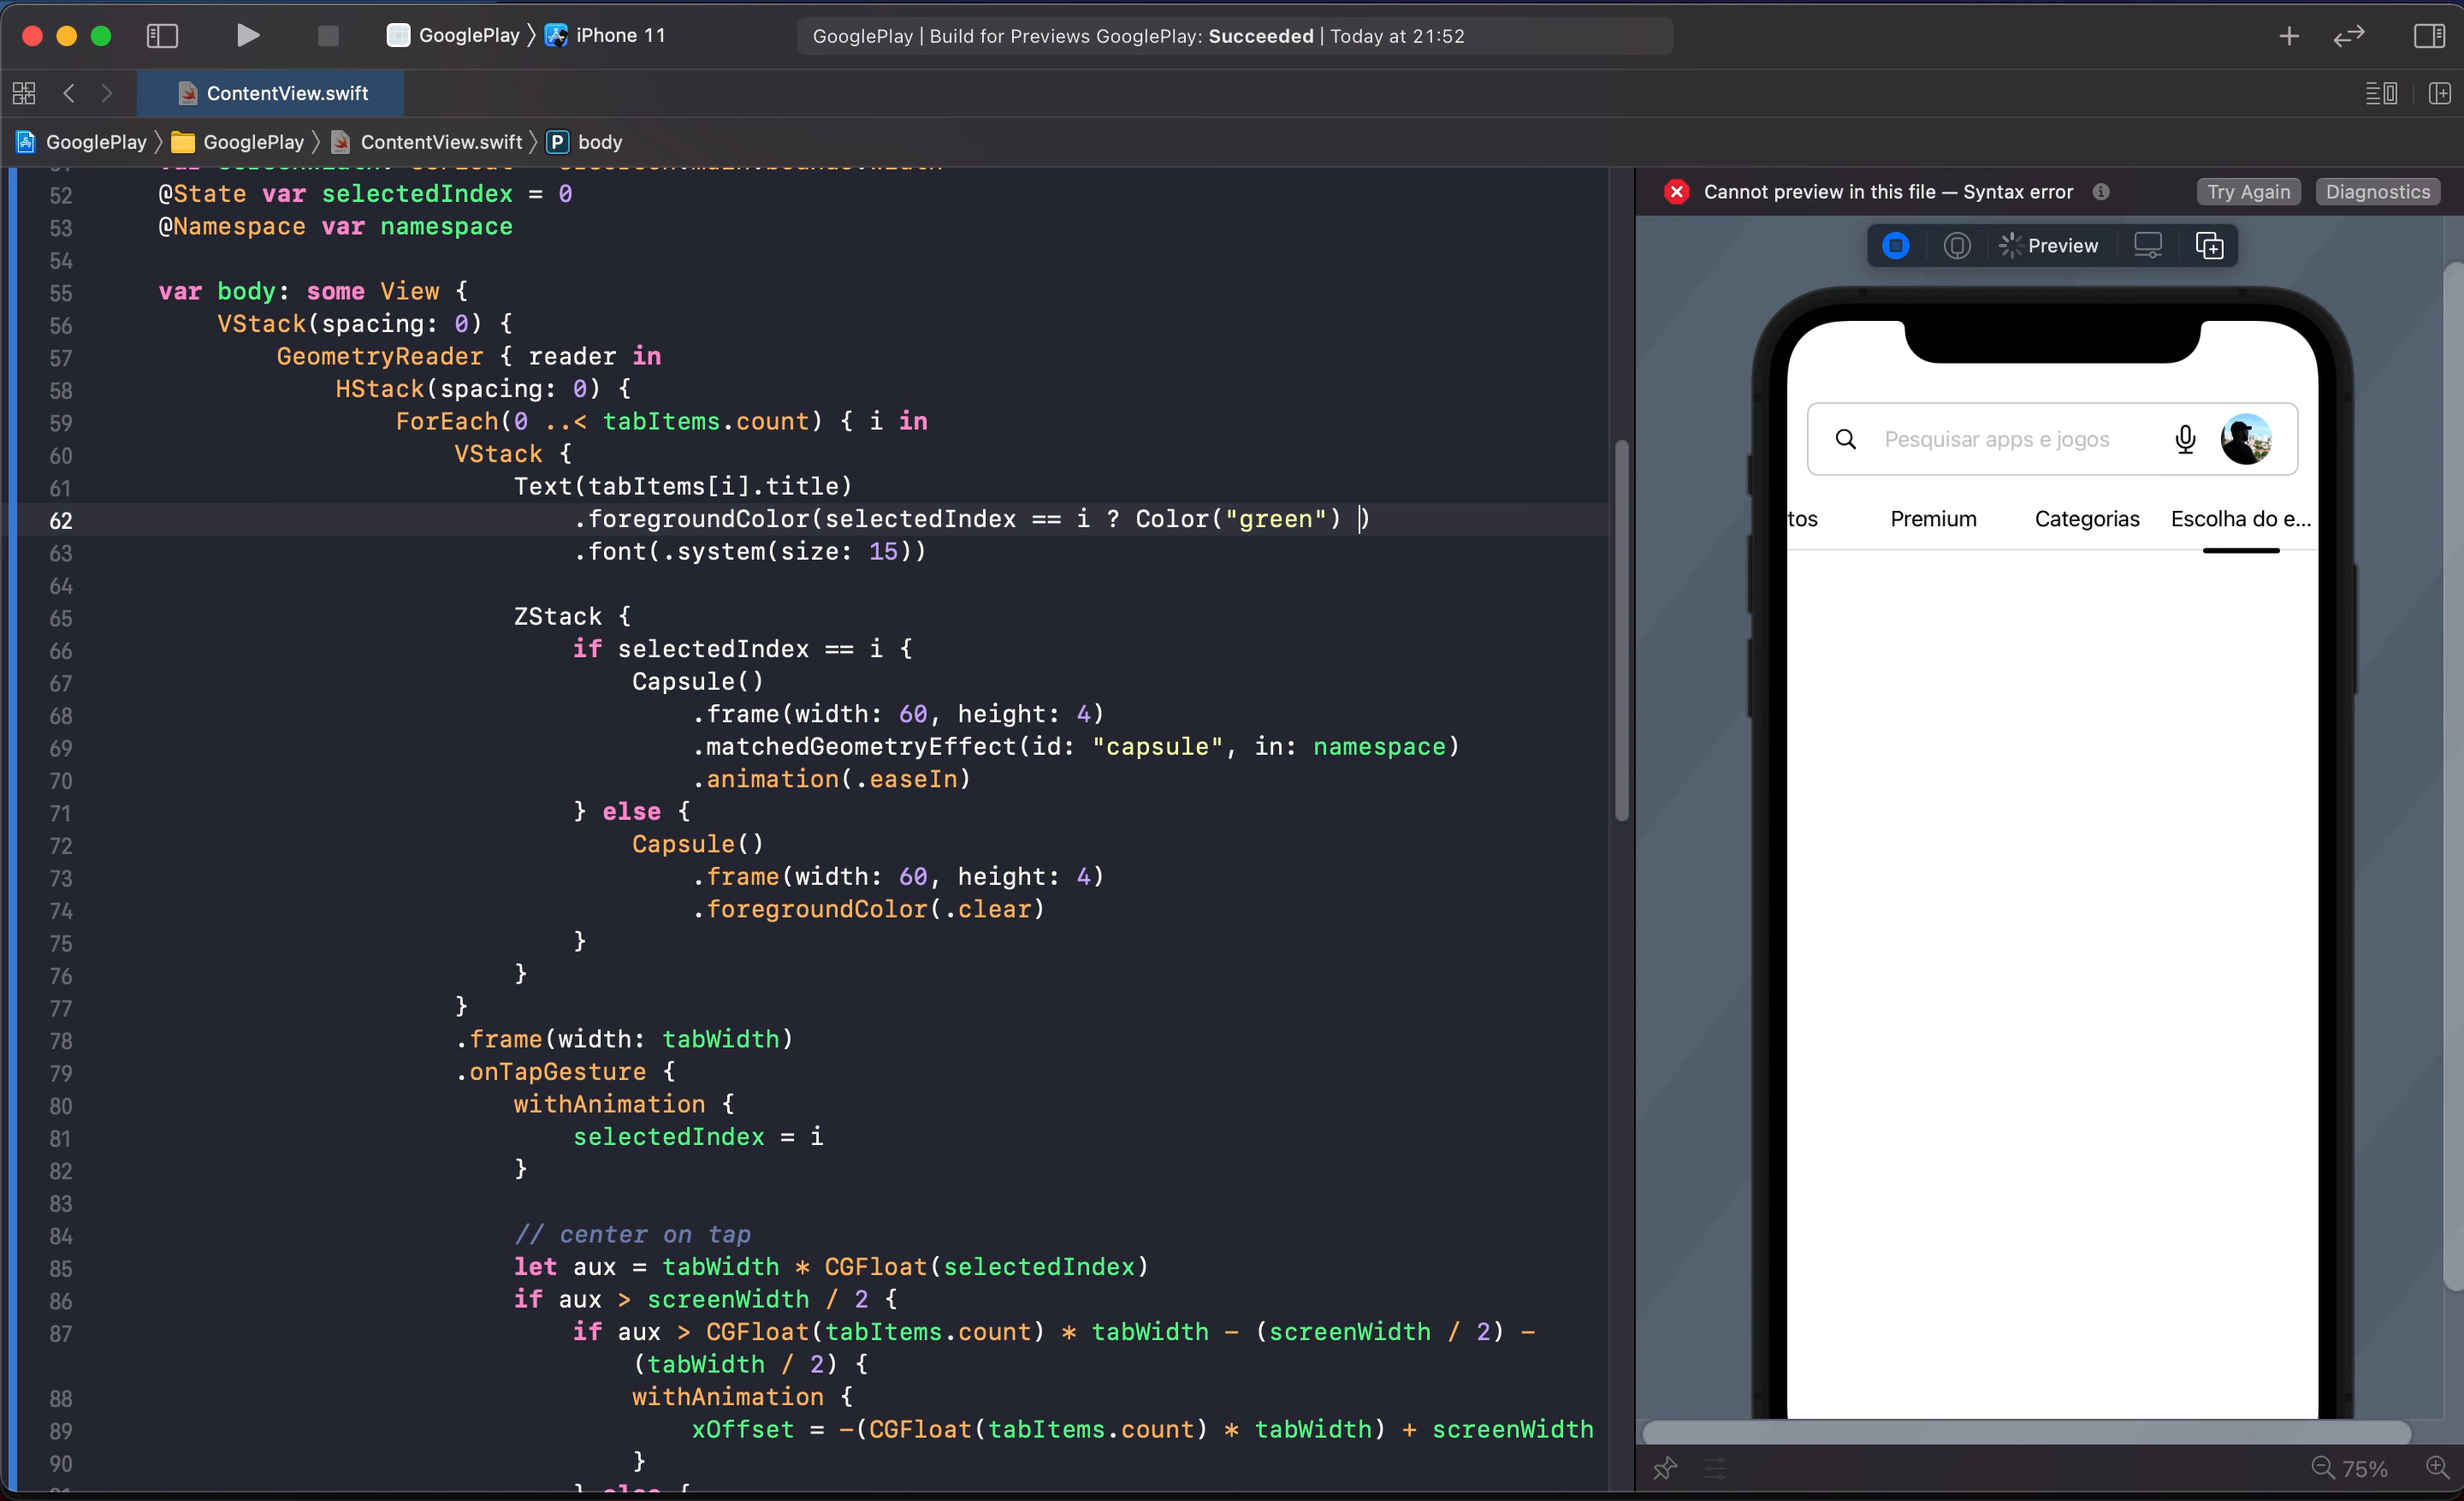 GooglePlay 〉 iPhone 11
GooglePlay | Build for Previews GooglePlay: Succeeded | Today at 21:52
ContentView.swift
GooglePlay 〉 GooglePlay 〉 ContentView.swift 〉 P body
52 @State var selectedIndex = 0
53 @Namespace var namespace
54
55 var body: some View {
56 VStack(spacing: 0) {
57 GeometryReader { reader in
58 HStack(spacing: 0) {
59 ForEach(0 ..< tabItems.count) { i in
60 VStack {
61 Text(tabItems[i].title)
62 .foregroundColor(selectedIndex == i ? Color("green") )
63 .font(.system(size: 15))
64
65 ZStack {
66 if selectedIndex == i {
67 Capsule()
68 .frame(width: 60, height: 4)
69 .matchedGeometryEffect(id: "capsule", in: namespace)
70 .animation(.easeIn)
71 } else {
72 Capsule()
73 .frame(width: 60, height: 4)
74 .foregroundColor(.clear)
75 }
76 }
77 }
78 .frame(width: tabWidth)
79 .onTapGesture {
80 withAnimation {
81 selectedIndex = i
82 }
83
84 // center on tap
85 let aux = tabWidth * CGFloat(selectedIndex)
86 if aux > screenWidth / 2 {
87 if aux > CGFloat(tabItems.count) * tabWidth - (screenWidth / 2) -
(tabWidth / 2) {
88 withAnimation {
89 xOffset = -(CGFloat(tabItems.count) * tabWidth) + screenWidth
90 }
} else {
Cannot preview in this file — Syntax error
Try Again
Diagnostics
Preview
Pesquisar apps e jogos
tos Premium Categorias Escolha do e...
75%